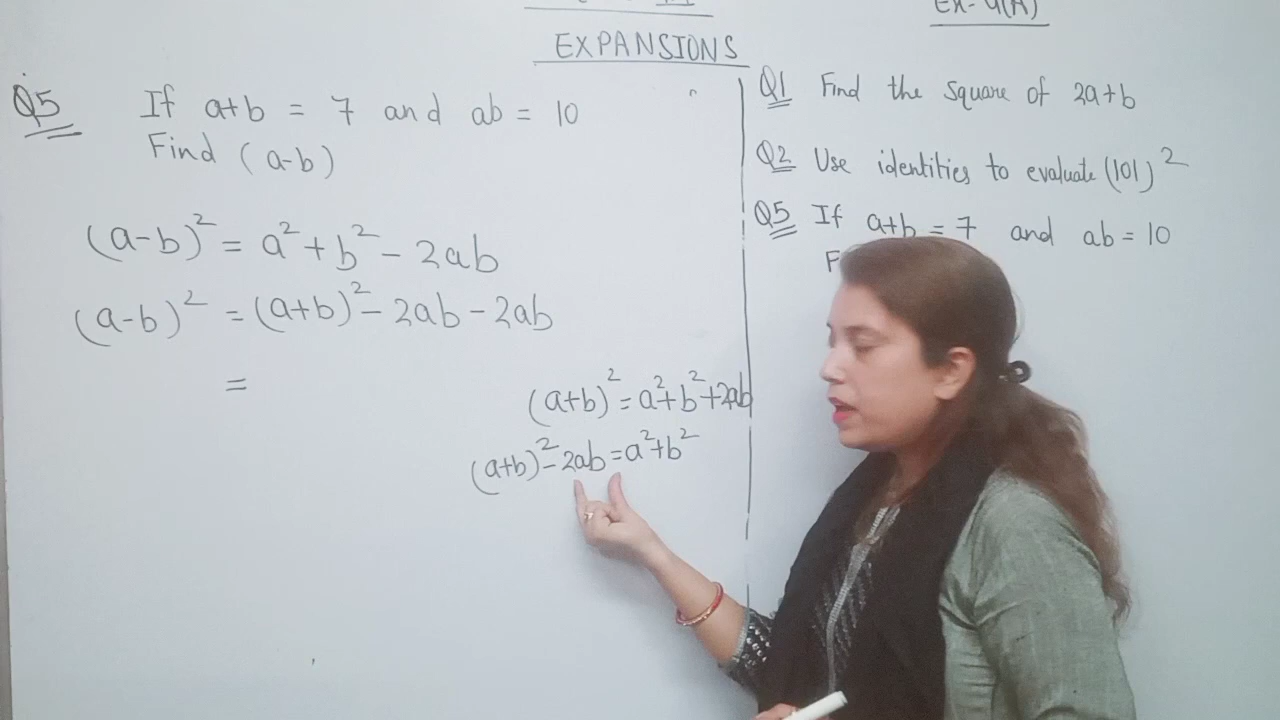 Ex-4(A)
EXPANSIONS
Q5 If a+b = 7 and ab = 10
Find (a-b)
(a-b)² = a² + b² - 2ab
(a-b)² = (a+b)² - 2ab - 2ab
=
(a+b)² = a² + b² + 2ab
(a+b)² - 2ab = a² + b²
Q1 Find the square of 2a+b
Q2 Use identities to evaluate (101)²
Q5 If a+b = 7 and ab = 10